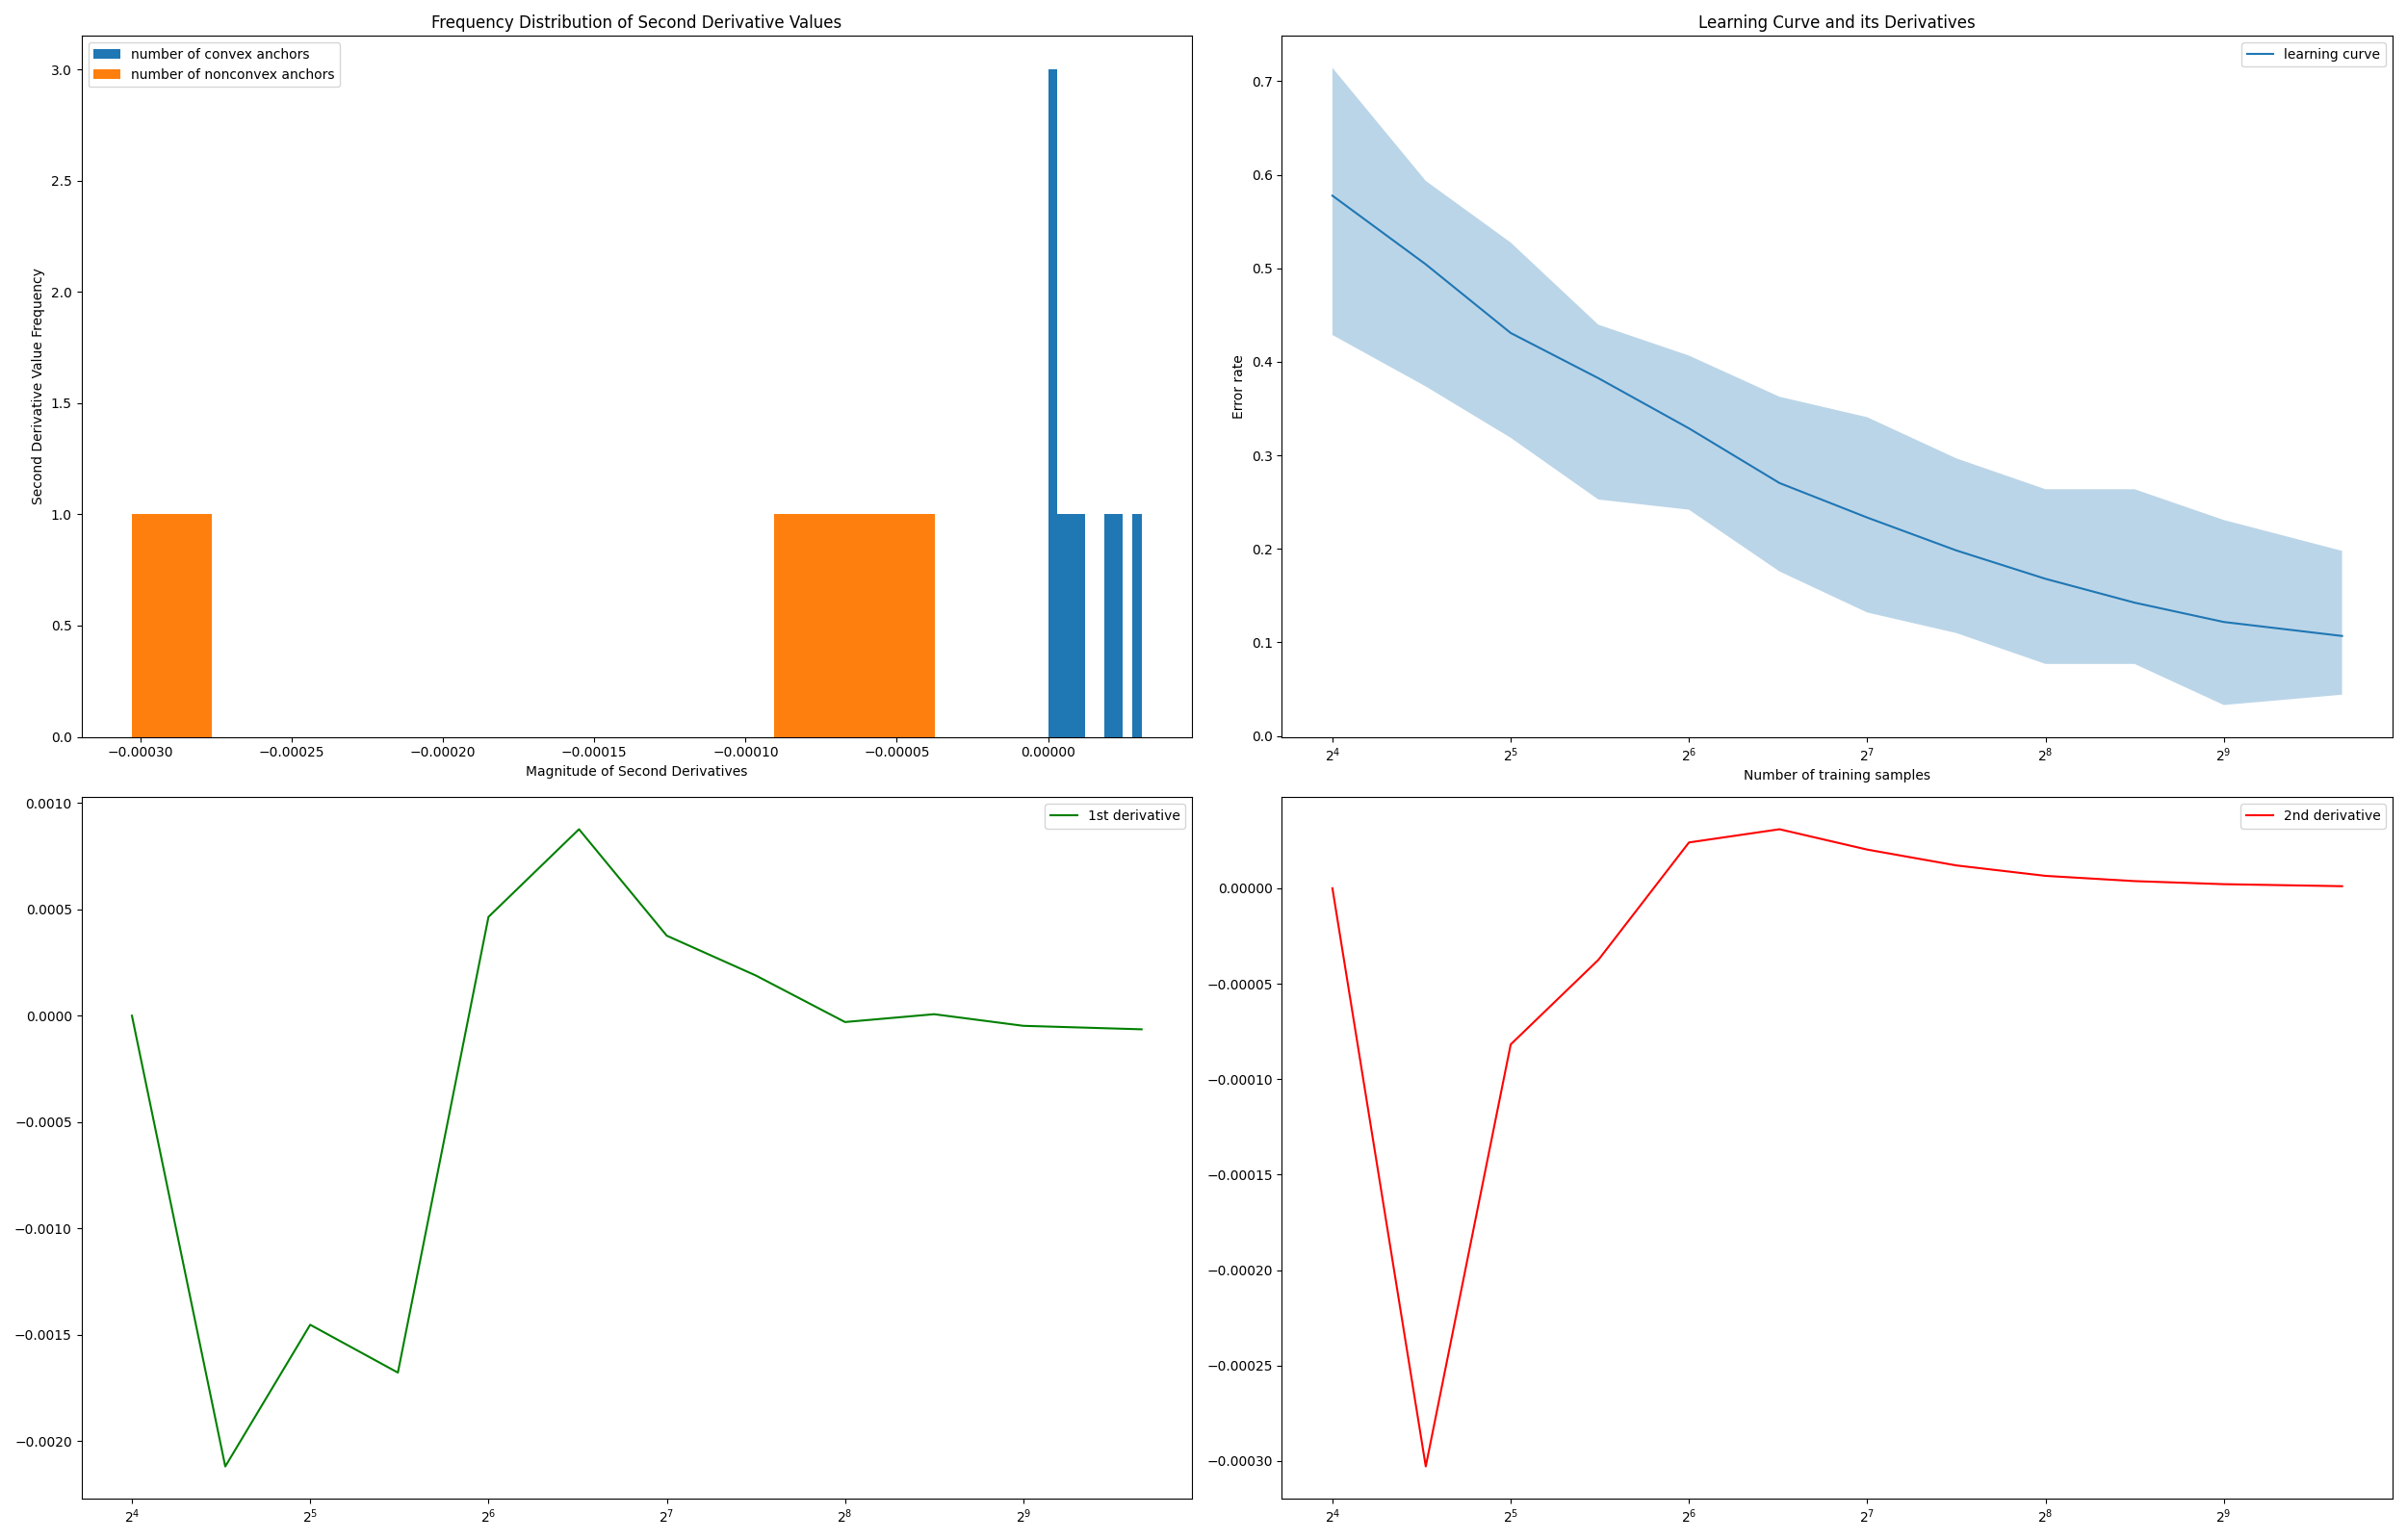 Frequency Distribution of Second Derivative Values
number of convex anchors
number of nonconvex anchors
Second Derivative Value Frequency
3.0
2.5
2.0
1.5
1.0
0.5
0.0
−0.00030 −0.00025 −0.00020 −0.00015 −0.00010 −0.00005 0.00000
Magnitude of Second Derivatives
Learning Curve and its Derivatives
learning curve
Error rate
0.7
0.6
0.5
0.4
0.3
0.2
0.1
0.0
2⁴ 2⁵ 2⁶ 2⁷ 2⁸ 2⁹
Number of training samples
1st derivative
0.0010
0.0005
0.0000
−0.0005
−0.0010
−0.0015
−0.0020
2⁴ 2⁵ 2⁶ 2⁷ 2⁸ 2⁹
2nd derivative
0.00000
−0.00005
−0.00010
−0.00015
−0.00020
−0.00025
−0.00030
2⁴ 2⁵ 2⁶ 2⁷ 2⁸ 2⁹